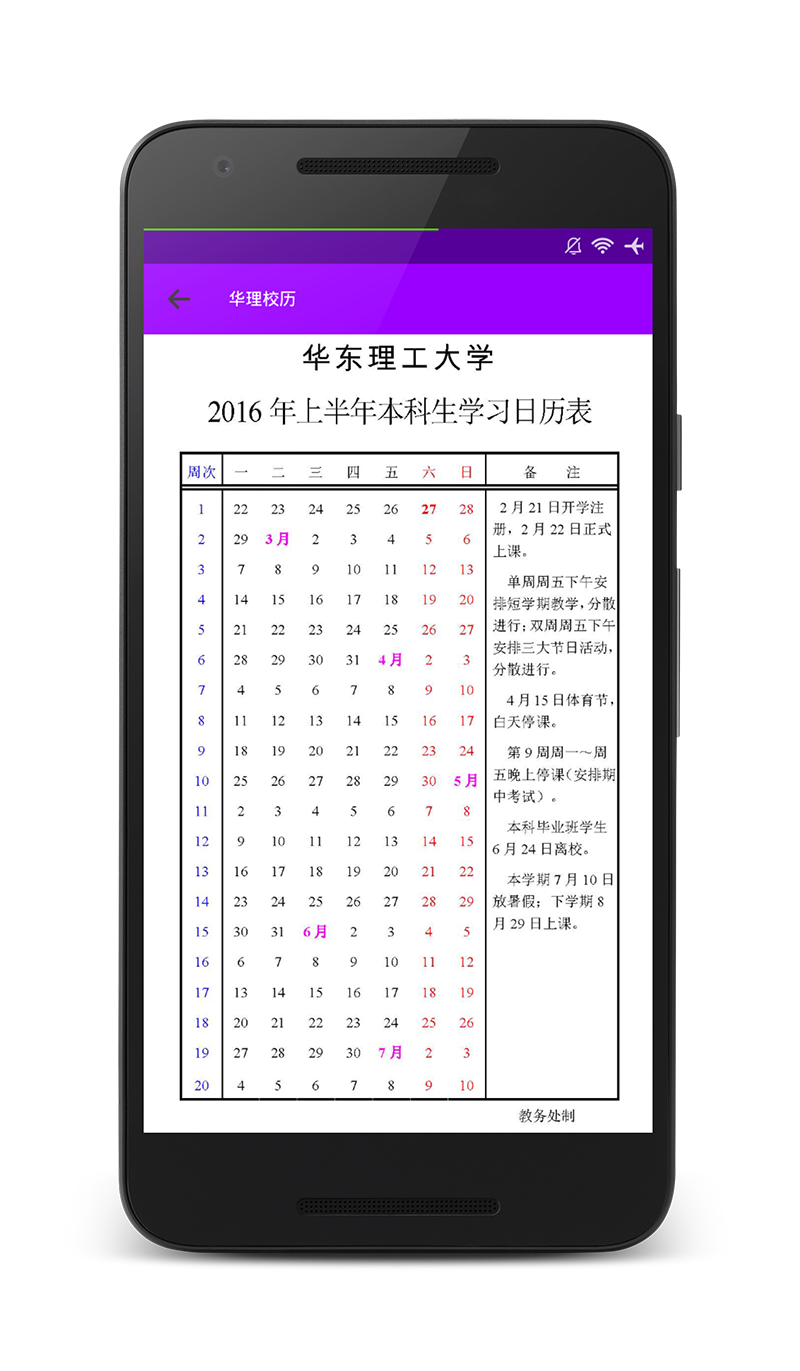 华理校历
华东理工大学
2016 年上半年本科生学习日历表
周次 一 二 三 四 五 六 日 备 注
1 22 23 24 25 26 27 28
2 29 3月 2 3 4 5 6
3 7 8 9 10 11 12 13
4 14 15 16 17 18 19 20
5 21 22 23 24 25 26 27
6 28 29 30 31 4月 2 3
7 4 5 6 7 8 9 10
8 11 12 13 14 15 16 17
9 18 19 20 21 22 23 24
10 25 26 27 28 29 30 5月
11 2 3 4 5 6 7 8
12 9 10 11 12 13 14 15
13 16 17 18 19 20 21 22
14 23 24 25 26 27 28 29
15 30 31 6月 2 3 4 5
16 6 7 8 9 10 11 12
17 13 14 15 16 17 18 19
18 20 21 22 23 24 25 26
19 27 28 29 30 7月 2 3
20 4 5 6 7 8 9 10
2 月 21 日开学注
册，2 月 22 日正式
上课。
单周周五下午安
排短学期教学，分散
进行；双周周五下午
安排三大节日活动，
分散进行。
4 月 15 日体育节，
白天停课。
第 9 周周一～周
五晚上停课（安排期
中考试）。
本科毕业班学生
6 月 24 日离校。
本学期 7 月 10 日
放暑假；下学期 8
月 29 日上课。
教务处制